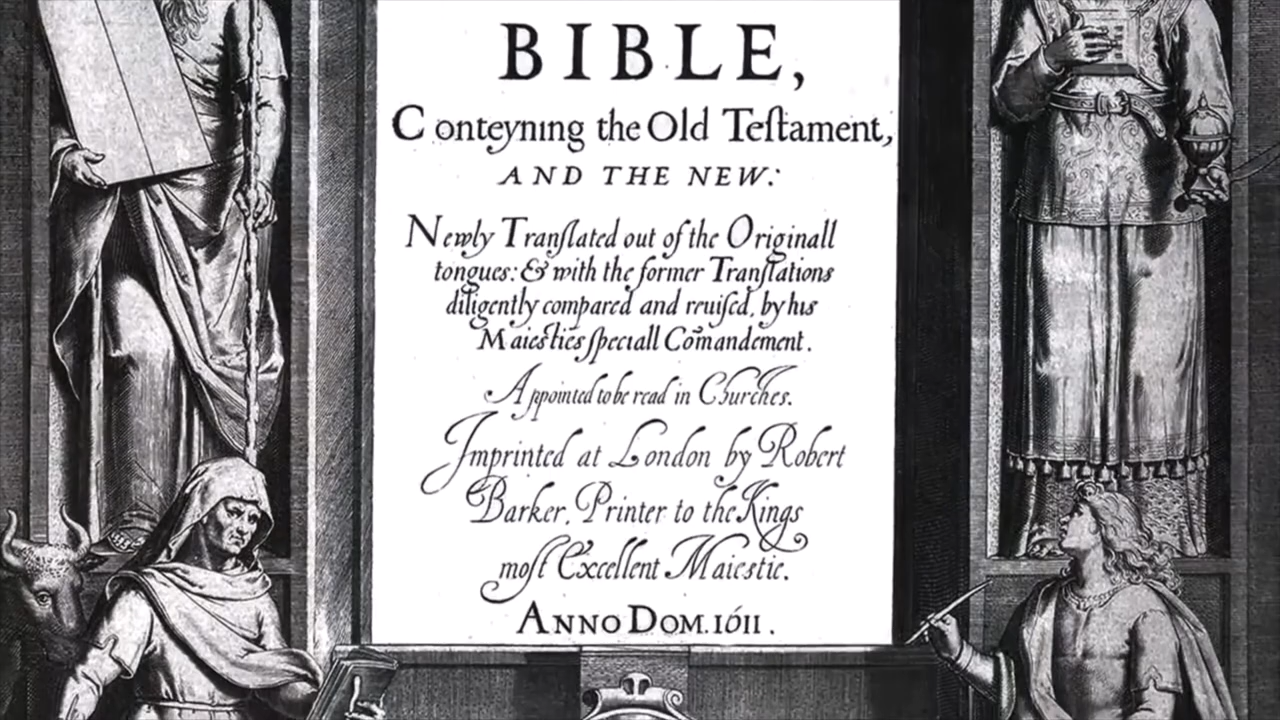 BIBLE,
Conteyning the Old Teſtament,
AND THE NEW:
Newly Tranſlated out of the Originall
tongues: & with the former Tranſlations
diligently compared and reuiſed, by his
Maieſties ſpeciall Com̃andement.
Appointed to be read in Churches.
Imprinted at London by Robert
Barker, Printer to the Kings
moſt Excellent Maieſtie.
ANNO DOM. 1611.